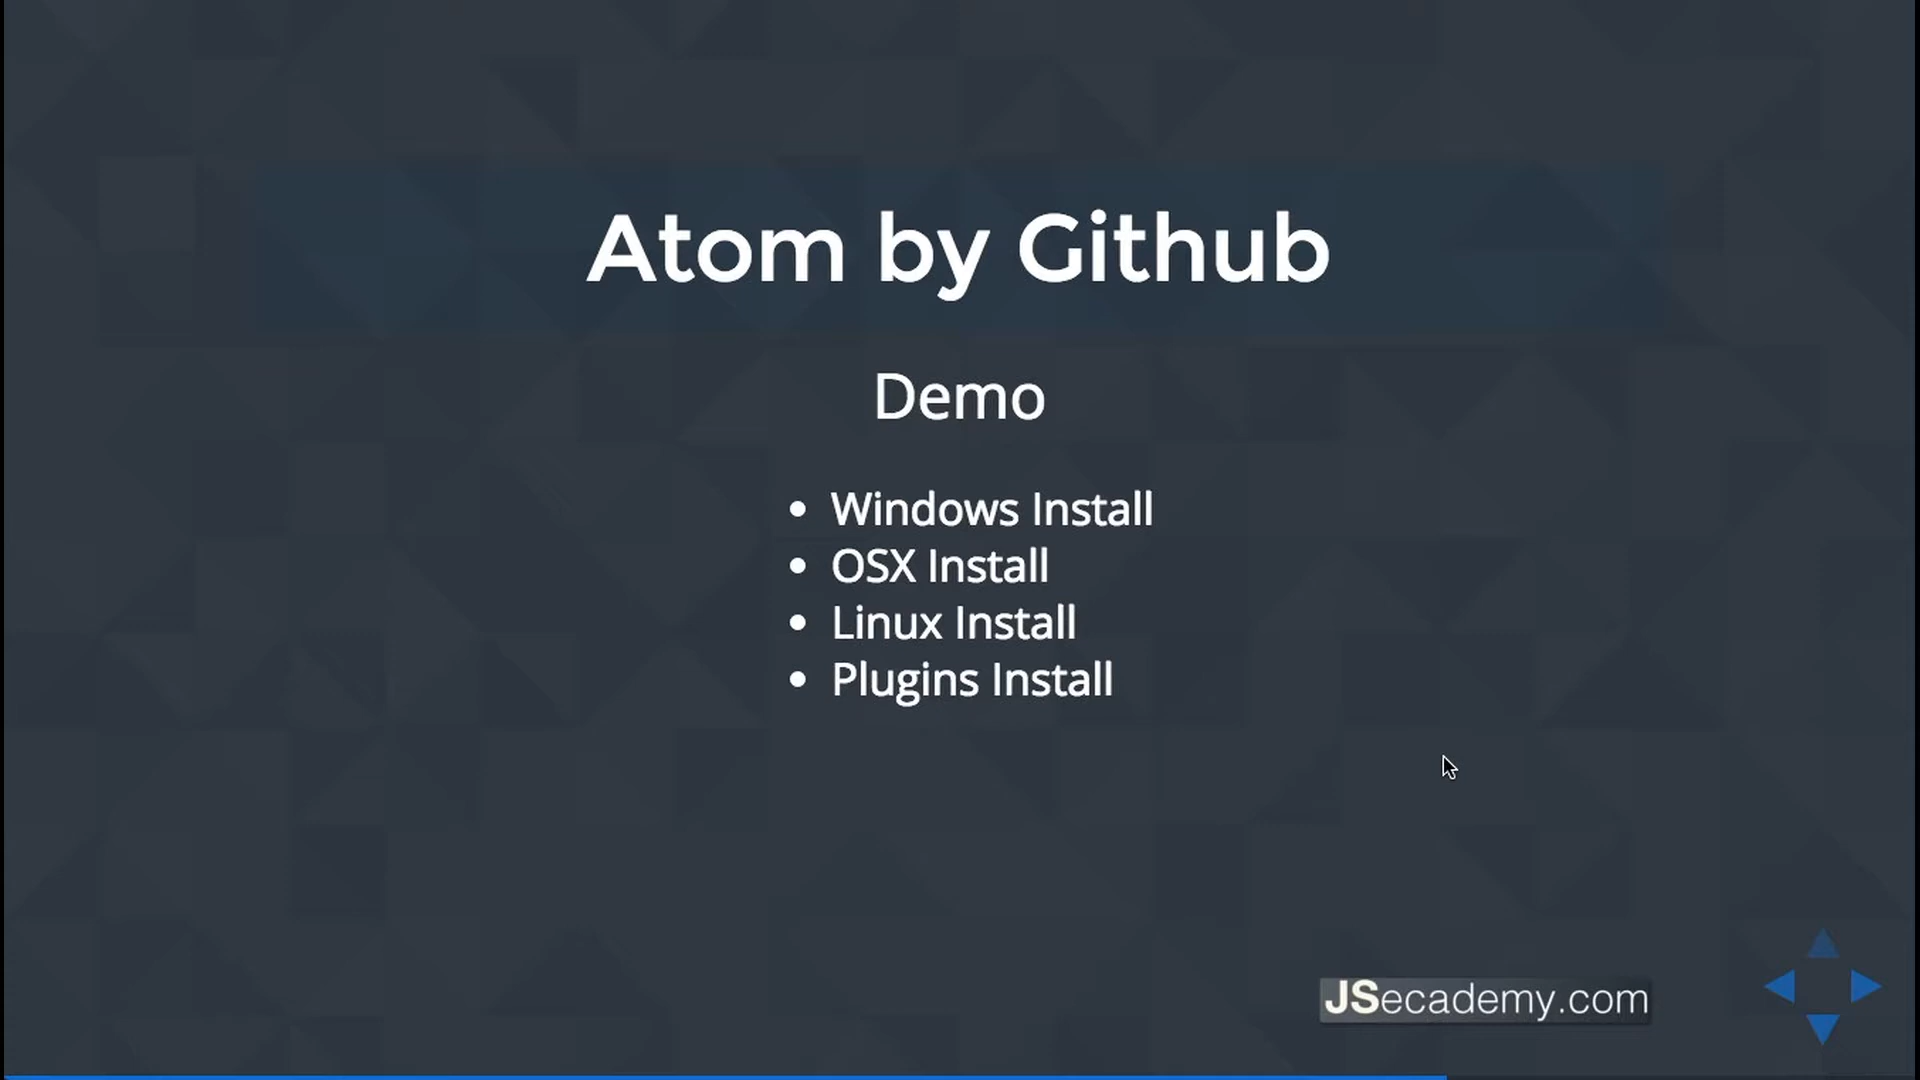 Atom by Github
Demo
• Windows Install
• OSX Install
• Linux Install
• Plugins Install
JSecademy.com